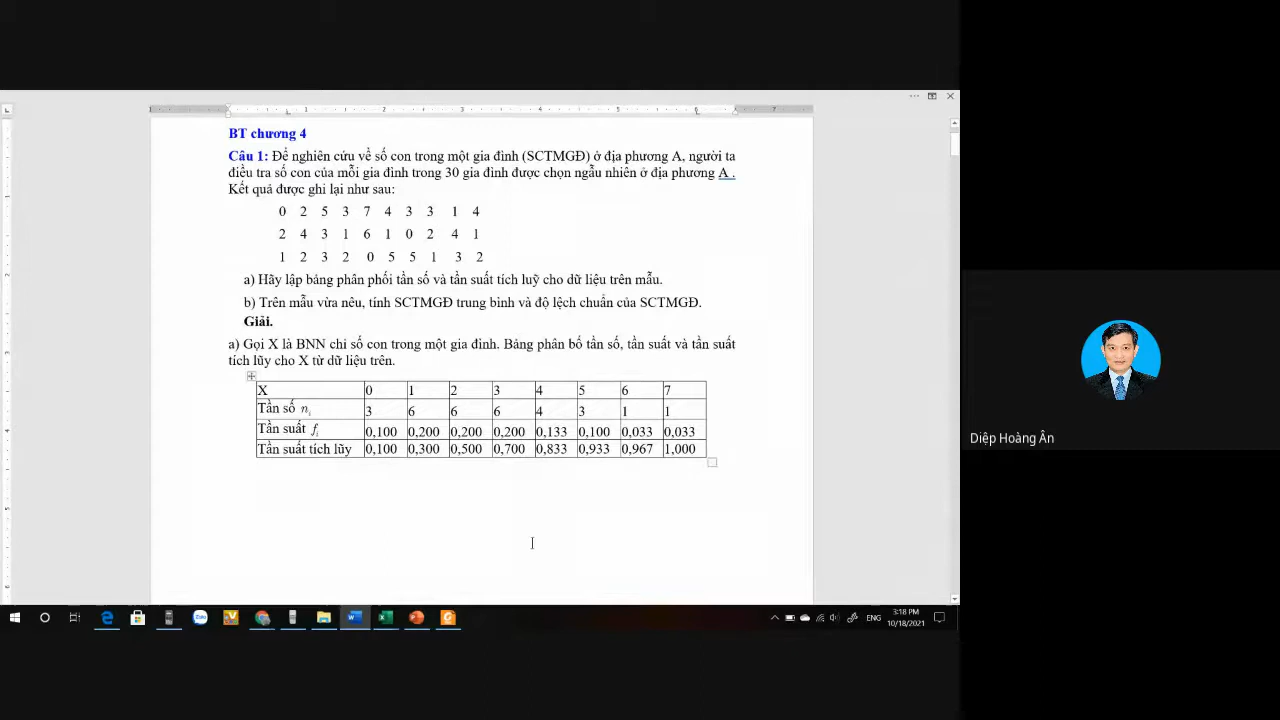 BT chương 4
Câu 1: Để nghiên cứu về số con trong một gia đình (SCTMGĐ) ở địa phương A, người ta
điều tra số con của mỗi gia đình trong 30 gia đình được chọn ngẫu nhiên ở địa phương A .
Kết quả được ghi lại như sau:
0 2 5 3 7 4 3 3 1 4
2 4 3 1 6 1 0 2 4 1
1 2 3 2 0 5 5 1 3 2
a) Hãy lập bảng phân phối tần số và tần suất tích luỹ cho dữ liệu trên mẫu.
b) Trên mẫu vừa nêu, tính SCTMGĐ trung bình và độ lệch chuẩn của SCTMGĐ.
Giải.
a) Gọi X là BNN chỉ số con trong một gia đình. Bảng phân bố tần số, tần suất và tần suất
tích lũy cho X từ dữ liệu trên.
X 0 1 2 3 4 5 6 7
Tần số nᵢ 3 6 6 6 4 3 1 1
Tần suất fᵢ 0,100 0,200 0,200 0,200 0,133 0,100 0,033 0,033
Tần suất tích lũy 0,100 0,300 0,500 0,700 0,833 0,933 0,967 1,000
Diệp Hoàng Ân
ENG
3:18 PM
10/18/2021